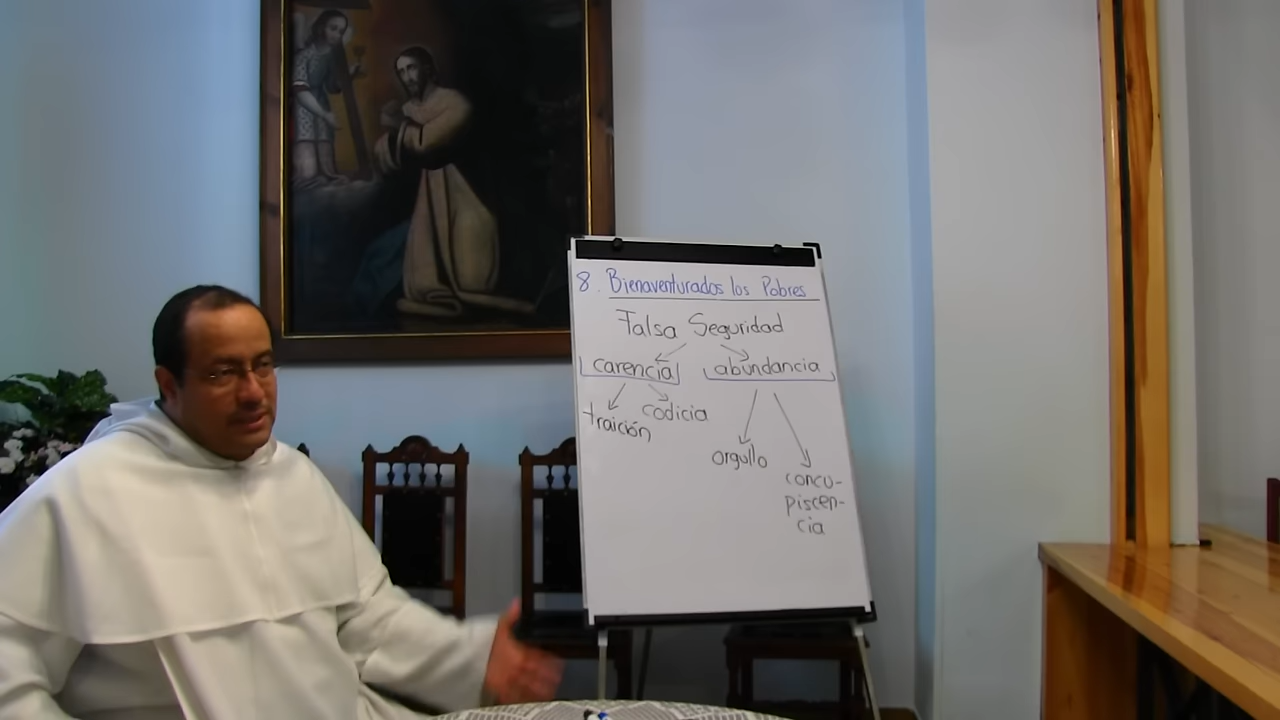 8. Bienaventurados los Pobres
Falsa Seguridad
carencia abundancia
traición codicia
orgullo
concu-
piscen-
cia